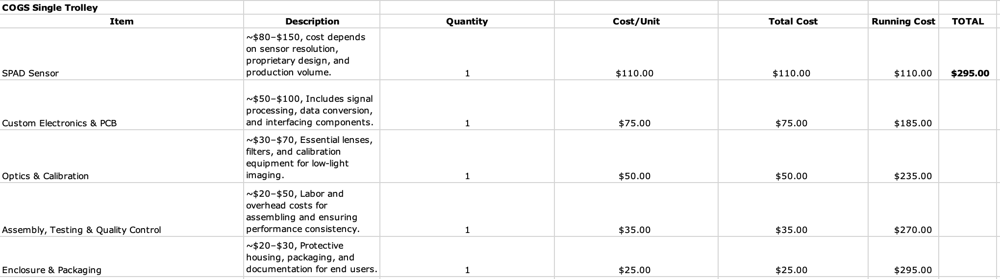 COGS Single Trolley
Item Description Quantity Cost/Unit Total Cost Running Cost TOTAL
~$80–$150, cost depends
on sensor resolution,
proprietary design, and
SPAD Sensor production volume. 1 $110.00 $110.00 $110.00 $295.00
~$50–$100, Includes signal
processing, data conversion,
Custom Electronics & PCB and interfacing components. 1 $75.00 $75.00 $185.00
~$30–$70, Essential lenses,
filters, and calibration
equipment for low-light
Optics & Calibration imaging. 1 $50.00 $50.00 $235.00
~$20–$50, Labor and
overhead costs for
assembling and ensuring
Assembly, Testing & Quality Control performance consistency. 1 $35.00 $35.00 $270.00
~$20–$30, Protective
housing, packaging, and
Enclosure & Packaging documentation for end users. 1 $25.00 $25.00 $295.00